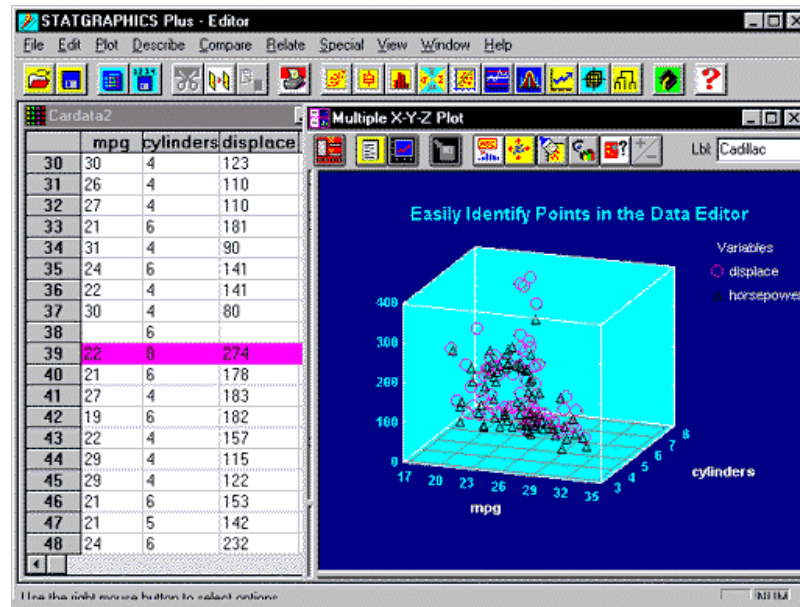 STATGRAPHICS Plus - Editor
File Edit Plot Describe Compare Relate Special View Window Help
Cardata2
mpg cylinders displace
30 30 4 123
31 26 4 110
32 27 4 110
33 21 6 181
34 31 4 90
35 24 6 141
36 22 4 141
37 30 4 80
38 6
39 22 8 274
40 21 6 178
41 27 4 183
42 19 6 182
43 22 4 157
44 29 4 115
45 29 4 122
46 21 6 153
47 21 5 142
48 24 6 232
Multiple X-Y-Z Plot
Lbl: Cadillac
Easily Identify Points in the Data Editor
Variables
displace
horsepower
400
300
200
100
0
17 20 23 26 29 32 35
mpg
3 4 5 6 7 8
cylinders
Use the right mouse button to select options
NUM